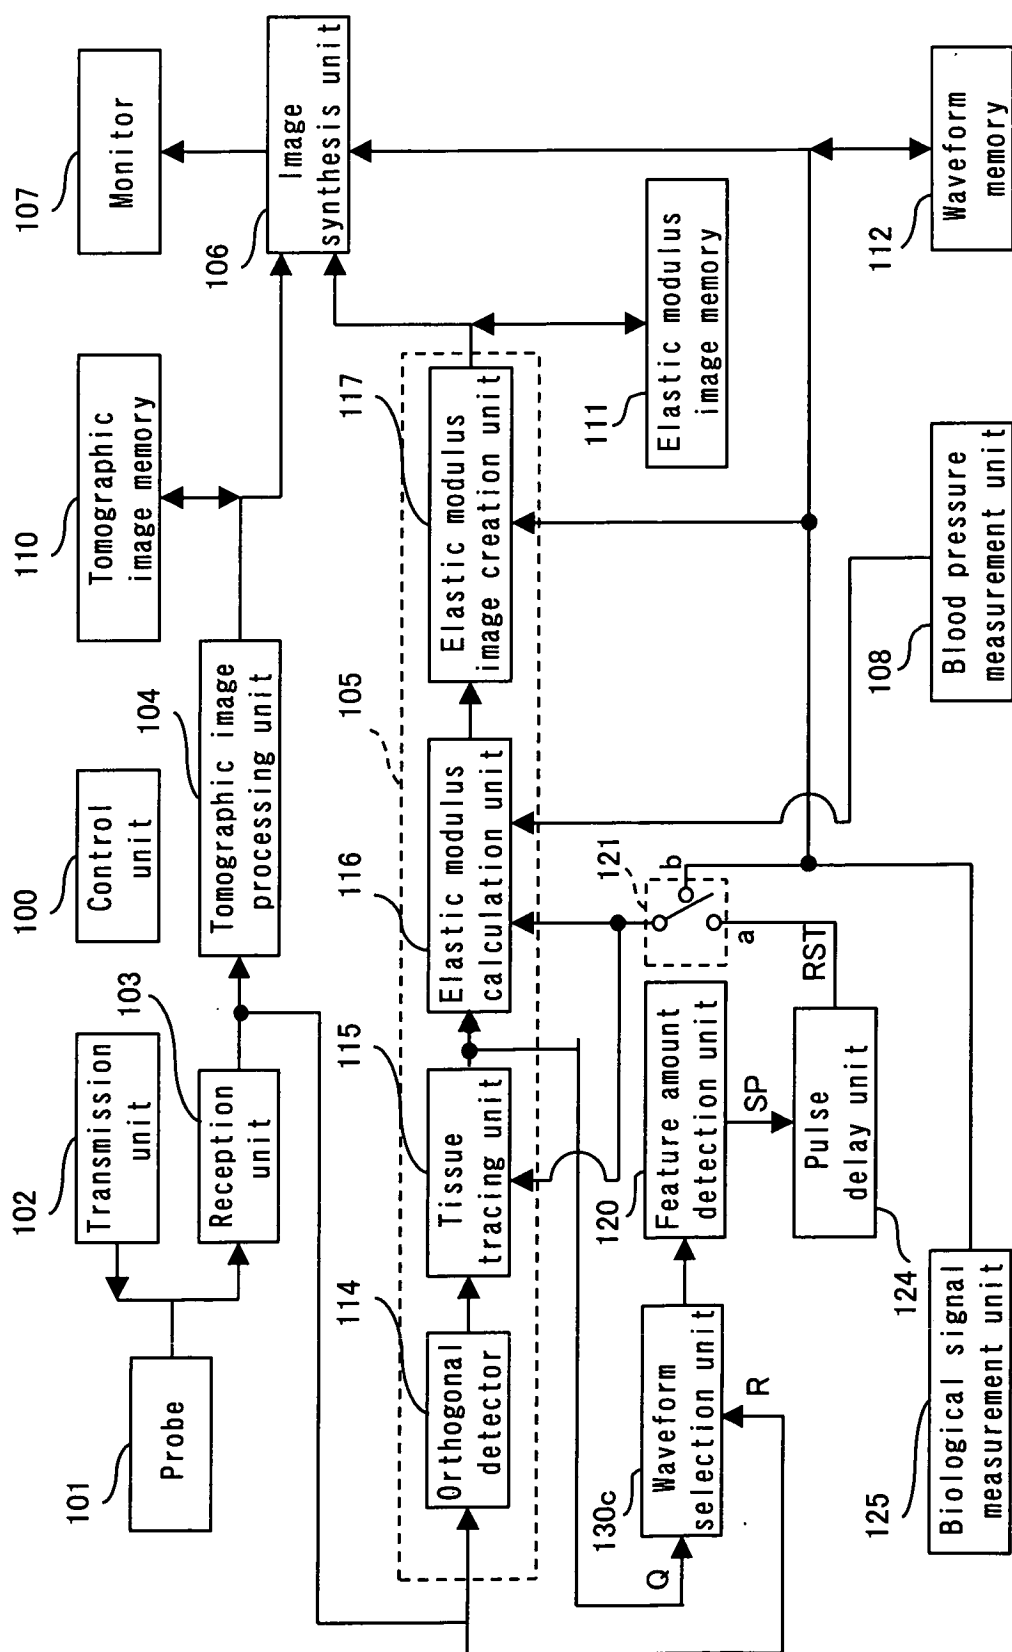 101
Probe
102
Transmission
unit
103
Reception
unit
100
Control
unit
104
Tomographic image
processing unit
110
Tomographic
image memory
107
Monitor
106
Image
synthesis unit
105
114
Orthogonal
detector
115
Tissue
tracing unit
116
Elastic modulus
calculation unit
117
Elastic modulus
image creation unit
111
Elastic modulus
image memory
Q
130c
Waveform
selection unit
R
120
Feature amount
detection unit
SP
121
b
a
RST
124
Pulse
delay unit
125
Biological signal
measurement unit
108
Blood pressure
measurement unit
112
Waveform
memory